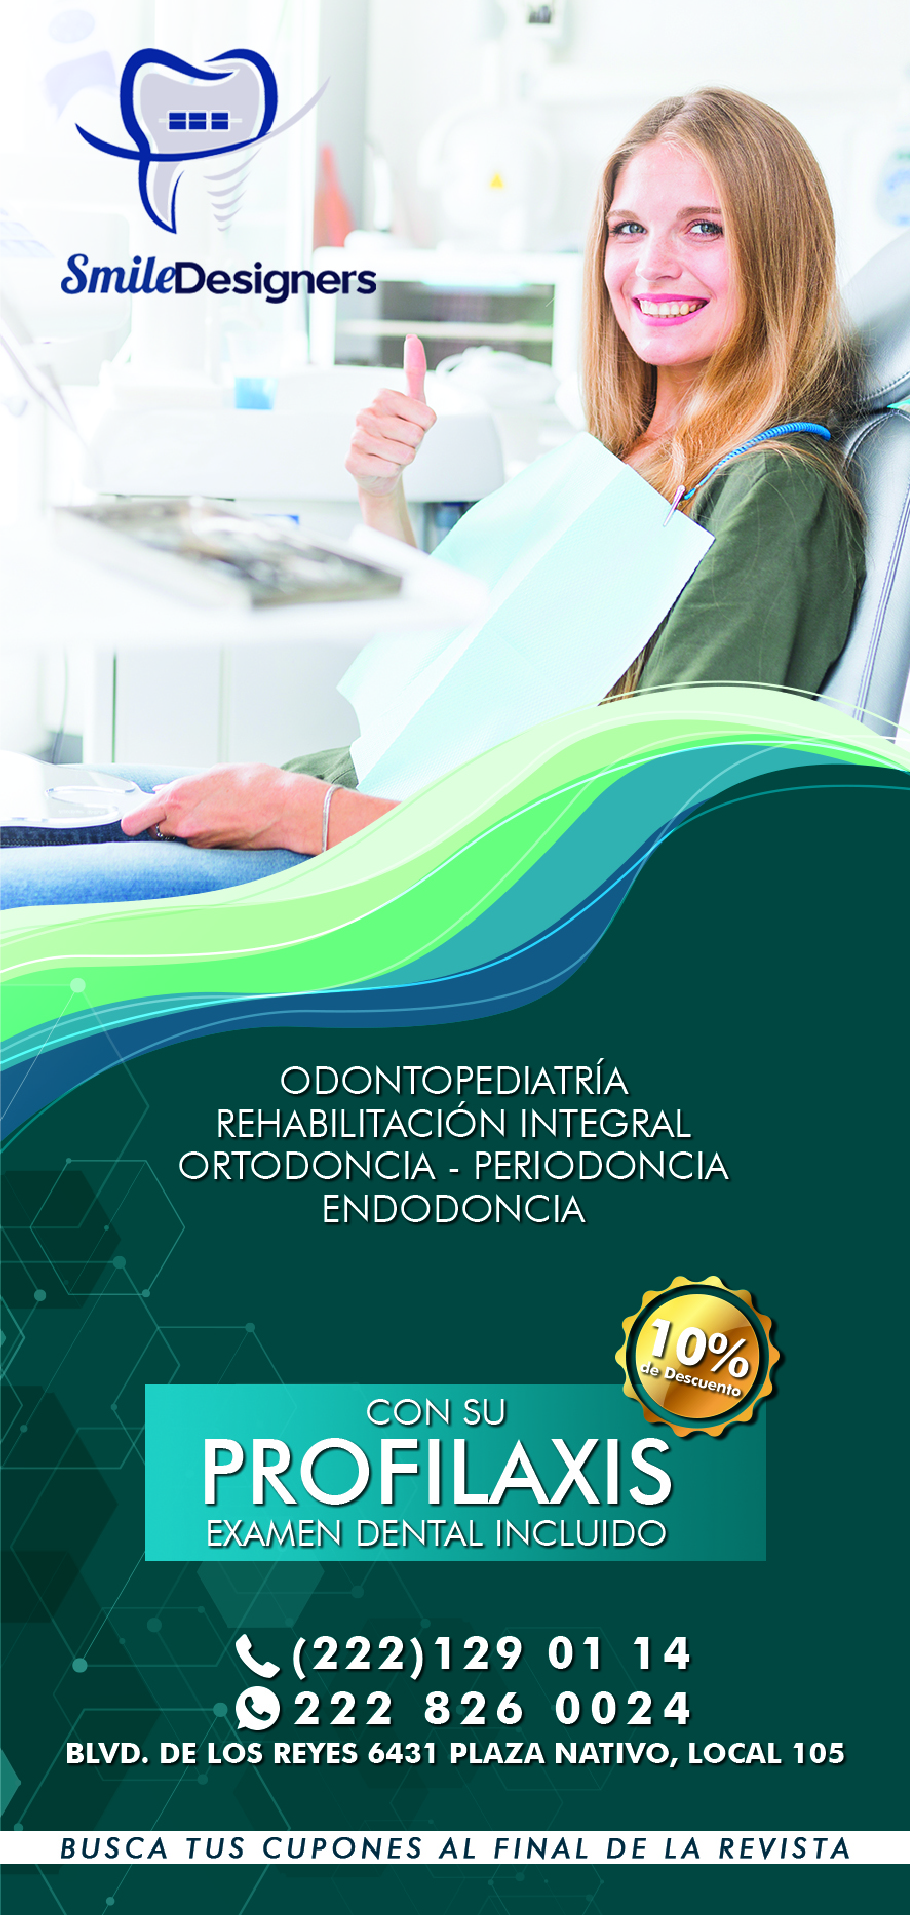 SmileDesigners
ODONTOPEDIATRÍA
REHABILITACIÓN INTEGRAL
ORTODONCIA - PERIODONCIA
ENDODONCIA
10%
de Descuento
CON SU
PROFILAXIS
EXAMEN DENTAL INCLUIDO
(222)129 01 14
222 826 0024
BLVD. DE LOS REYES 6431 PLAZA NATIVO, LOCAL 105
BUSCA TUS CUPONES AL FINAL DE LA REVISTA